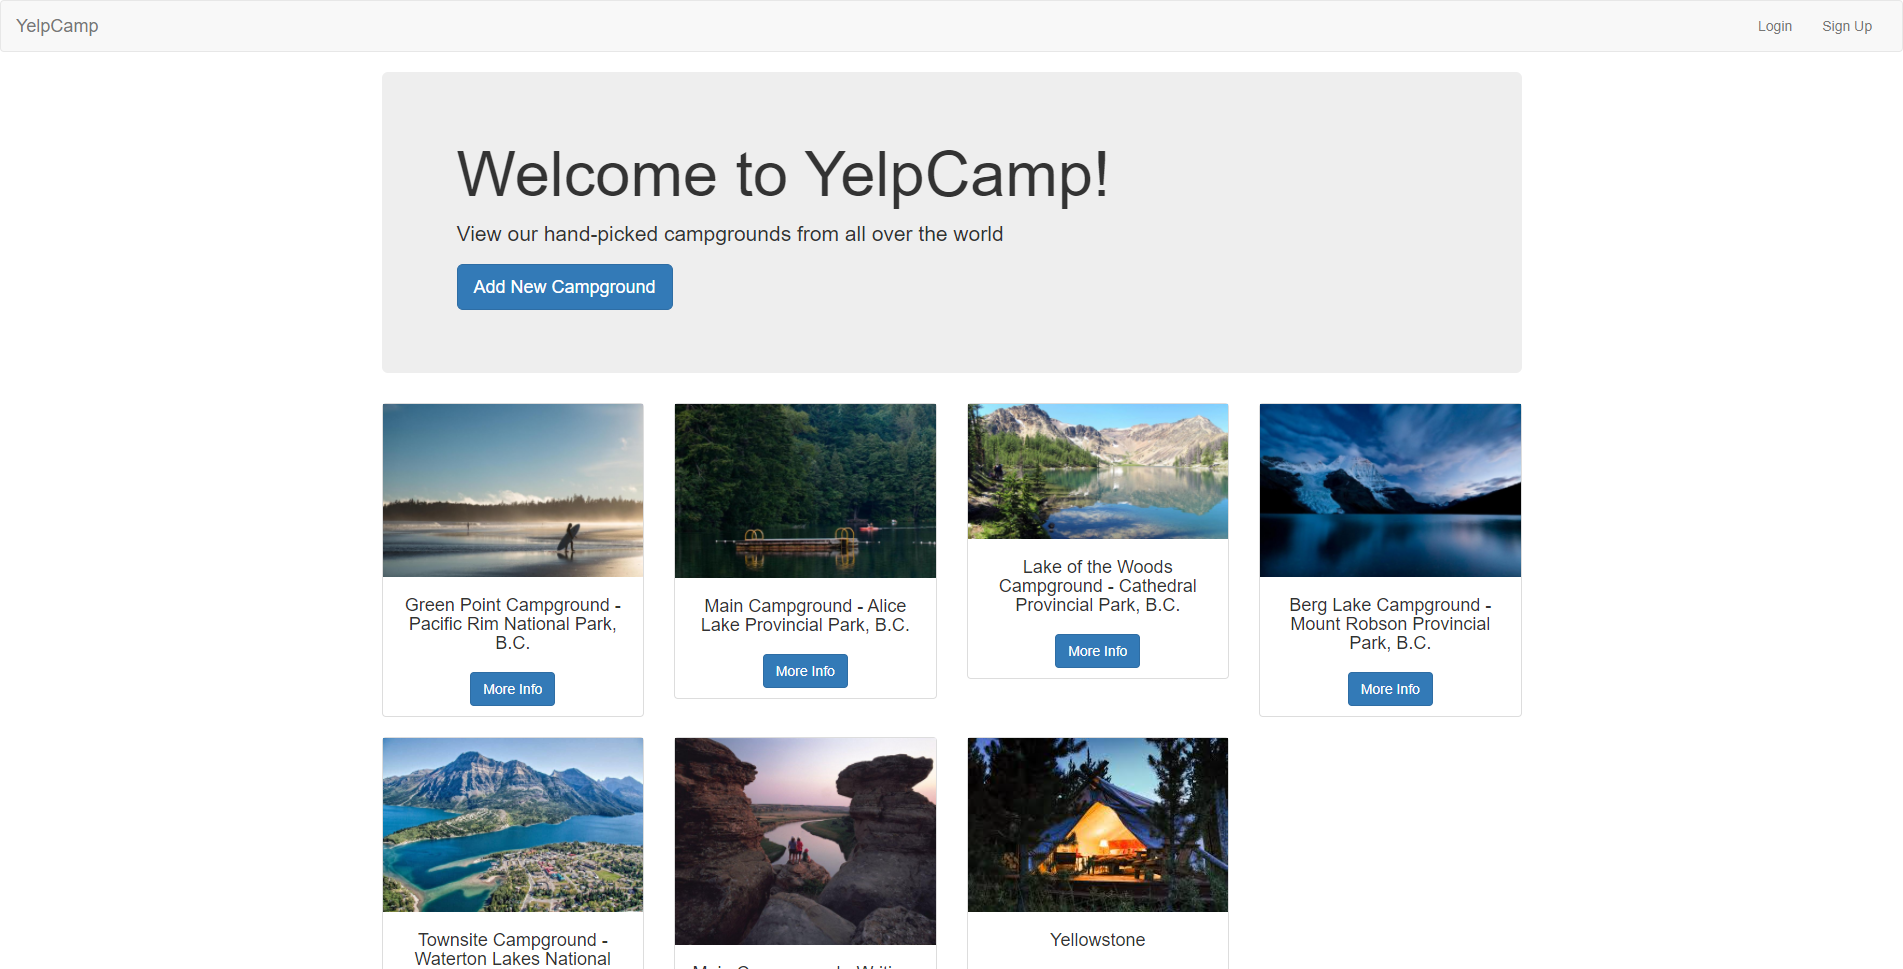 YelpCamp
Login
Sign Up
Welcome to YelpCamp!
View our hand-picked campgrounds from all over the world
Add New Campground
Green Point Campground -
Pacific Rim National Park,
B.C.
More Info
Main Campground - Alice
Lake Provincial Park, B.C.
More Info
Lake of the Woods
Campground - Cathedral
Provincial Park, B.C.
More Info
Berg Lake Campground -
Mount Robson Provincial
Park, B.C.
More Info
Townsite Campground -
Waterton Lakes National
Main Campground - Writing
Yellowstone